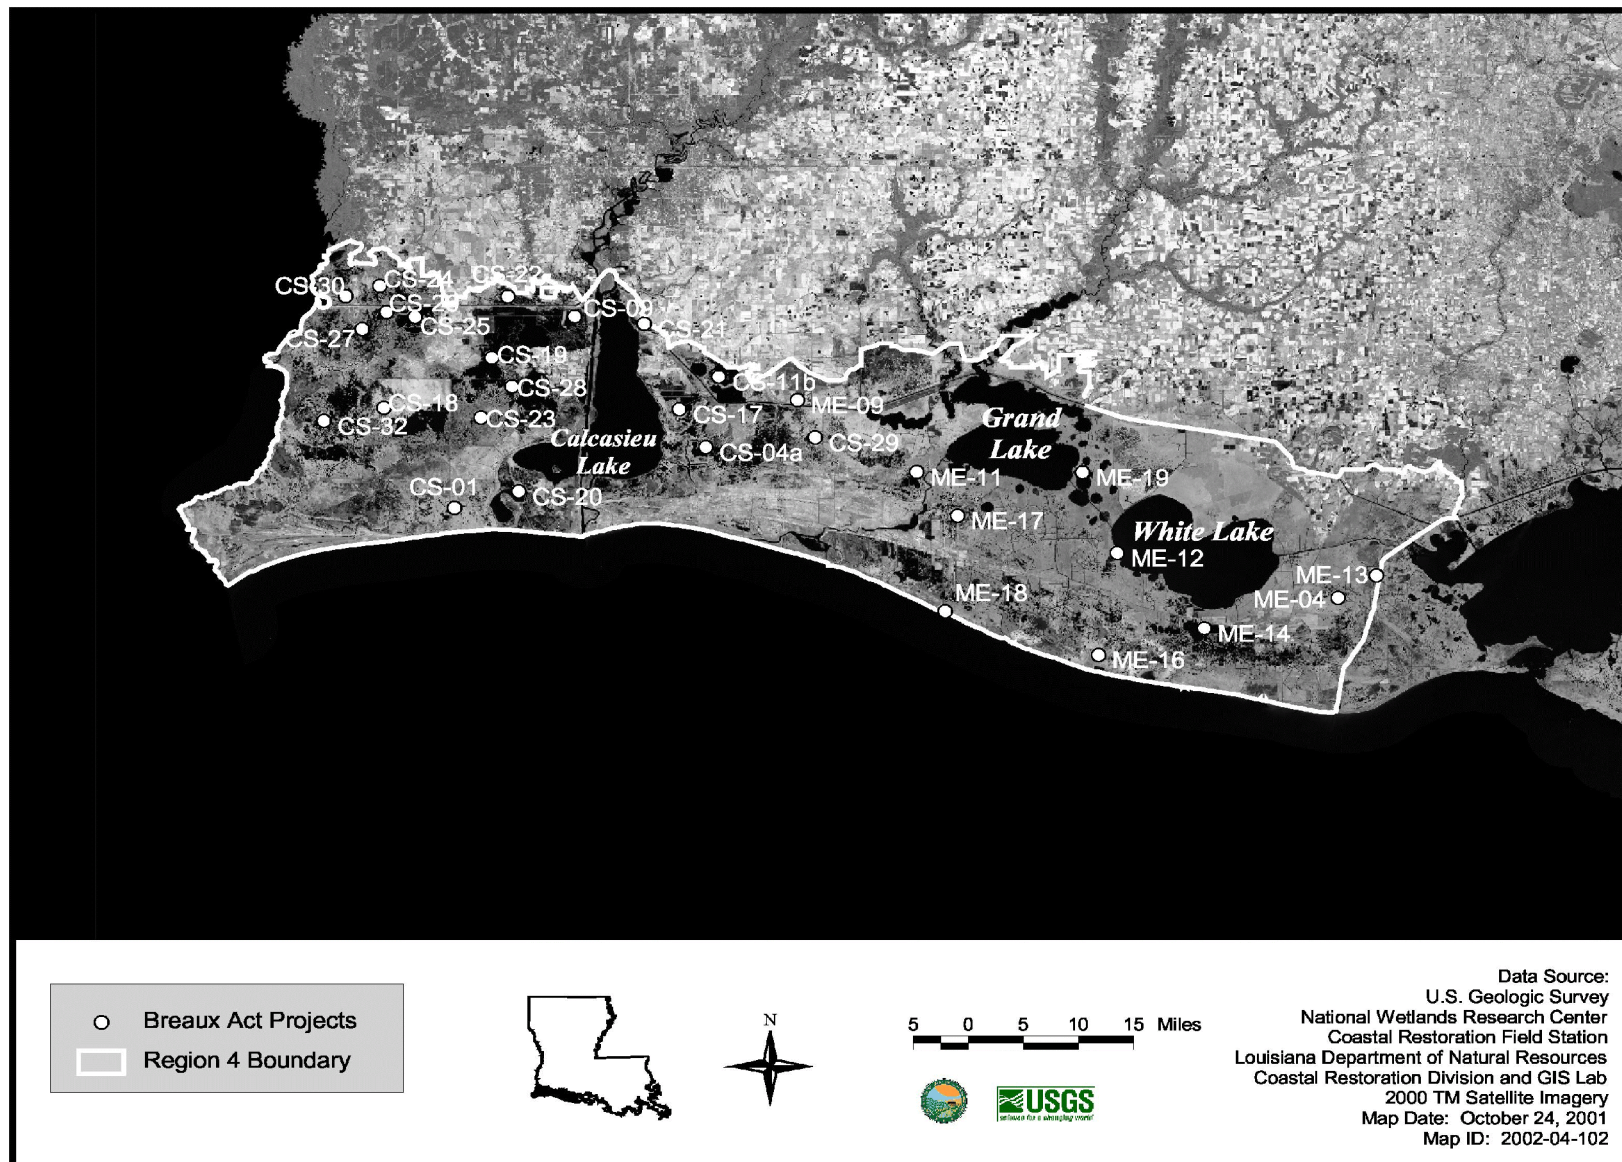 CS-30
CS-24
CS-22
CS-26
CS-25
CS-27
CS-09
CS-21
CS-19
CS-28
CS-11b
CS-18
CS-32
CS-23
Calcasieu
Lake
CS-17
ME-09
CS-04a
CS-29
Grand
Lake
CS-01
CS-20
ME-11
ME-19
ME-17
White Lake
ME-12
ME-13
ME-18
ME-04
ME-14
ME-16
Breaux Act Projects
Region 4 Boundary
N
5 0 5 10 15 Miles
USGS
science for a changing world
Data Source:
U.S. Geologic Survey
National Wetlands Research Center
Coastal Restoration Field Station
Louisiana Department of Natural Resources
Coastal Restoration Division and GIS Lab
2000 TM Satellite Imagery
Map Date: October 24, 2001
Map ID: 2002-04-102